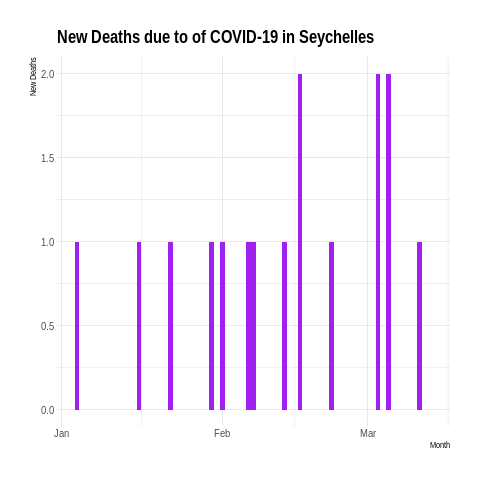 New Deaths due to of COVID-19 in Seychelles
New Deaths
2.0
1.5
1.0
0.5
0.0
Jan Feb Mar
Month